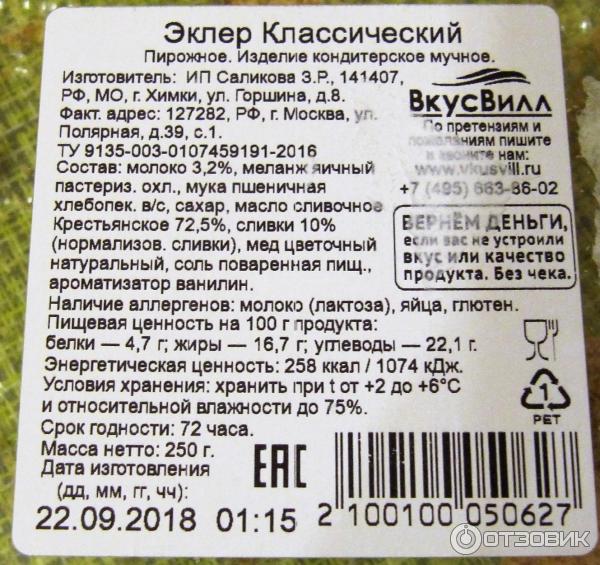 Эклер Классический
Пирожное. Изделие кондитерское мучное.
Изготовитель: ИП Саликова З.Р., 141407,
РФ, МО, г. Химки, ул. Горшина, д.8.
Факт. адрес: 127282, РФ, г. Москва, ул.
Полярная, д.39, с.1.
ТУ 9135-003-0107459191-2016
Состав: молоко 3,2%, меланж яичный
пастериз. охл., мука пшеничная
хлебопек. в/с, сахар, масло сливочное
Крестьянское 72,5%, сливки 10%
(нормализов. сливки), мед цветочный
натуральный, соль поваренная пищ.,
ароматизатор ванилин.
ВкусВилл
По претензиям и
пожеланиям пишите
и звоните нам:
www.vkusvill.ru
+7 (495) 663-86-02
ВЕРНЁМ ДЕНЬГИ,
если вас не устроили
вкус или качество
продукта. Без чека.
Наличие аллергенов: молоко (лактоза), яйца, глютен.
Пищевая ценность на 100 г продукта:
белки — 4,7 г; жиры — 16,7 г; углеводы — 22,1 г.
Энергетическая ценность: 258 ккал / 1074 кДж.
Условия хранения: хранить при t от +2 до +6°C
и относительной влажности до 75%.
Срок годности: 72 часа.
Масса нетто: 250 г.
Дата изготовления
(дд, мм, гг, чч):
22.09.2018 01:15
EAC
1
PET
2 100100 050627
ОТЗОВИК